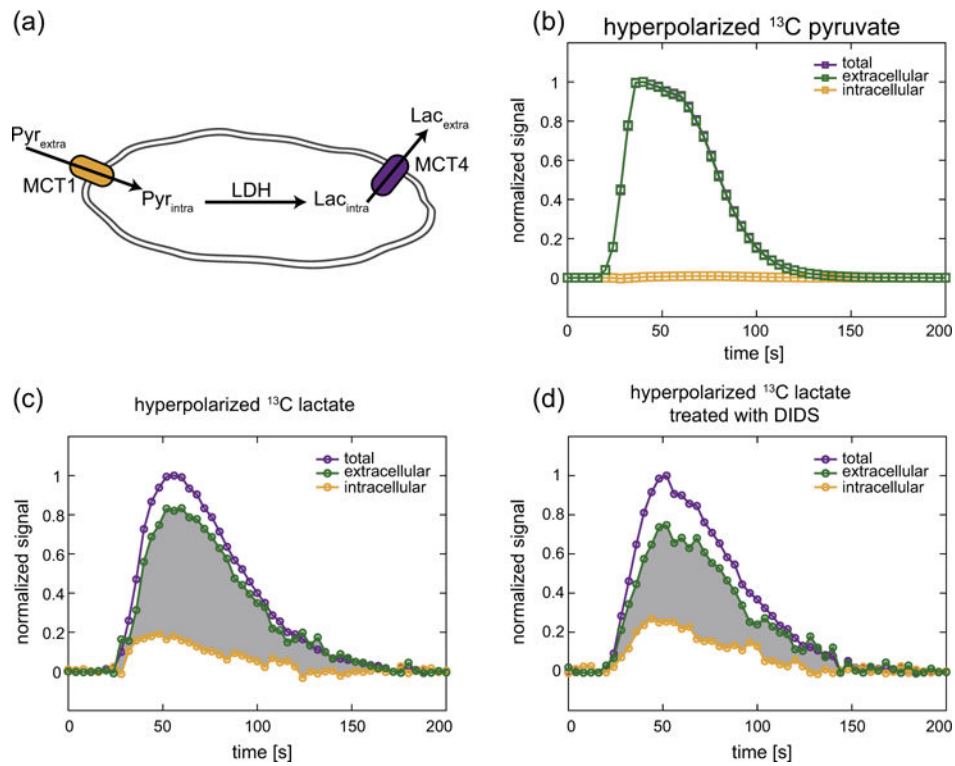 (a)
Pyr_extra
MCT1
Pyr_intra
LDH
Lac_intra
Lac_extra
MCT4
(b)
hyperpolarized ¹³C pyruvate
total
extracellular
intracellular
normalized signal
1
0.8
0.6
0.4
0.2
0
0 50 100 150 200
time [s]
(c)
hyperpolarized ¹³C lactate
total
extracellular
intracellular
normalized signal
1
0.8
0.6
0.4
0.2
0
0 50 100 150 200
time [s]
(d)
hyperpolarized ¹³C lactate
treated with DIDS
total
extracellular
intracellular
normalized signal
1
0.8
0.6
0.4
0.2
0
0 50 100 150 200
time [s]